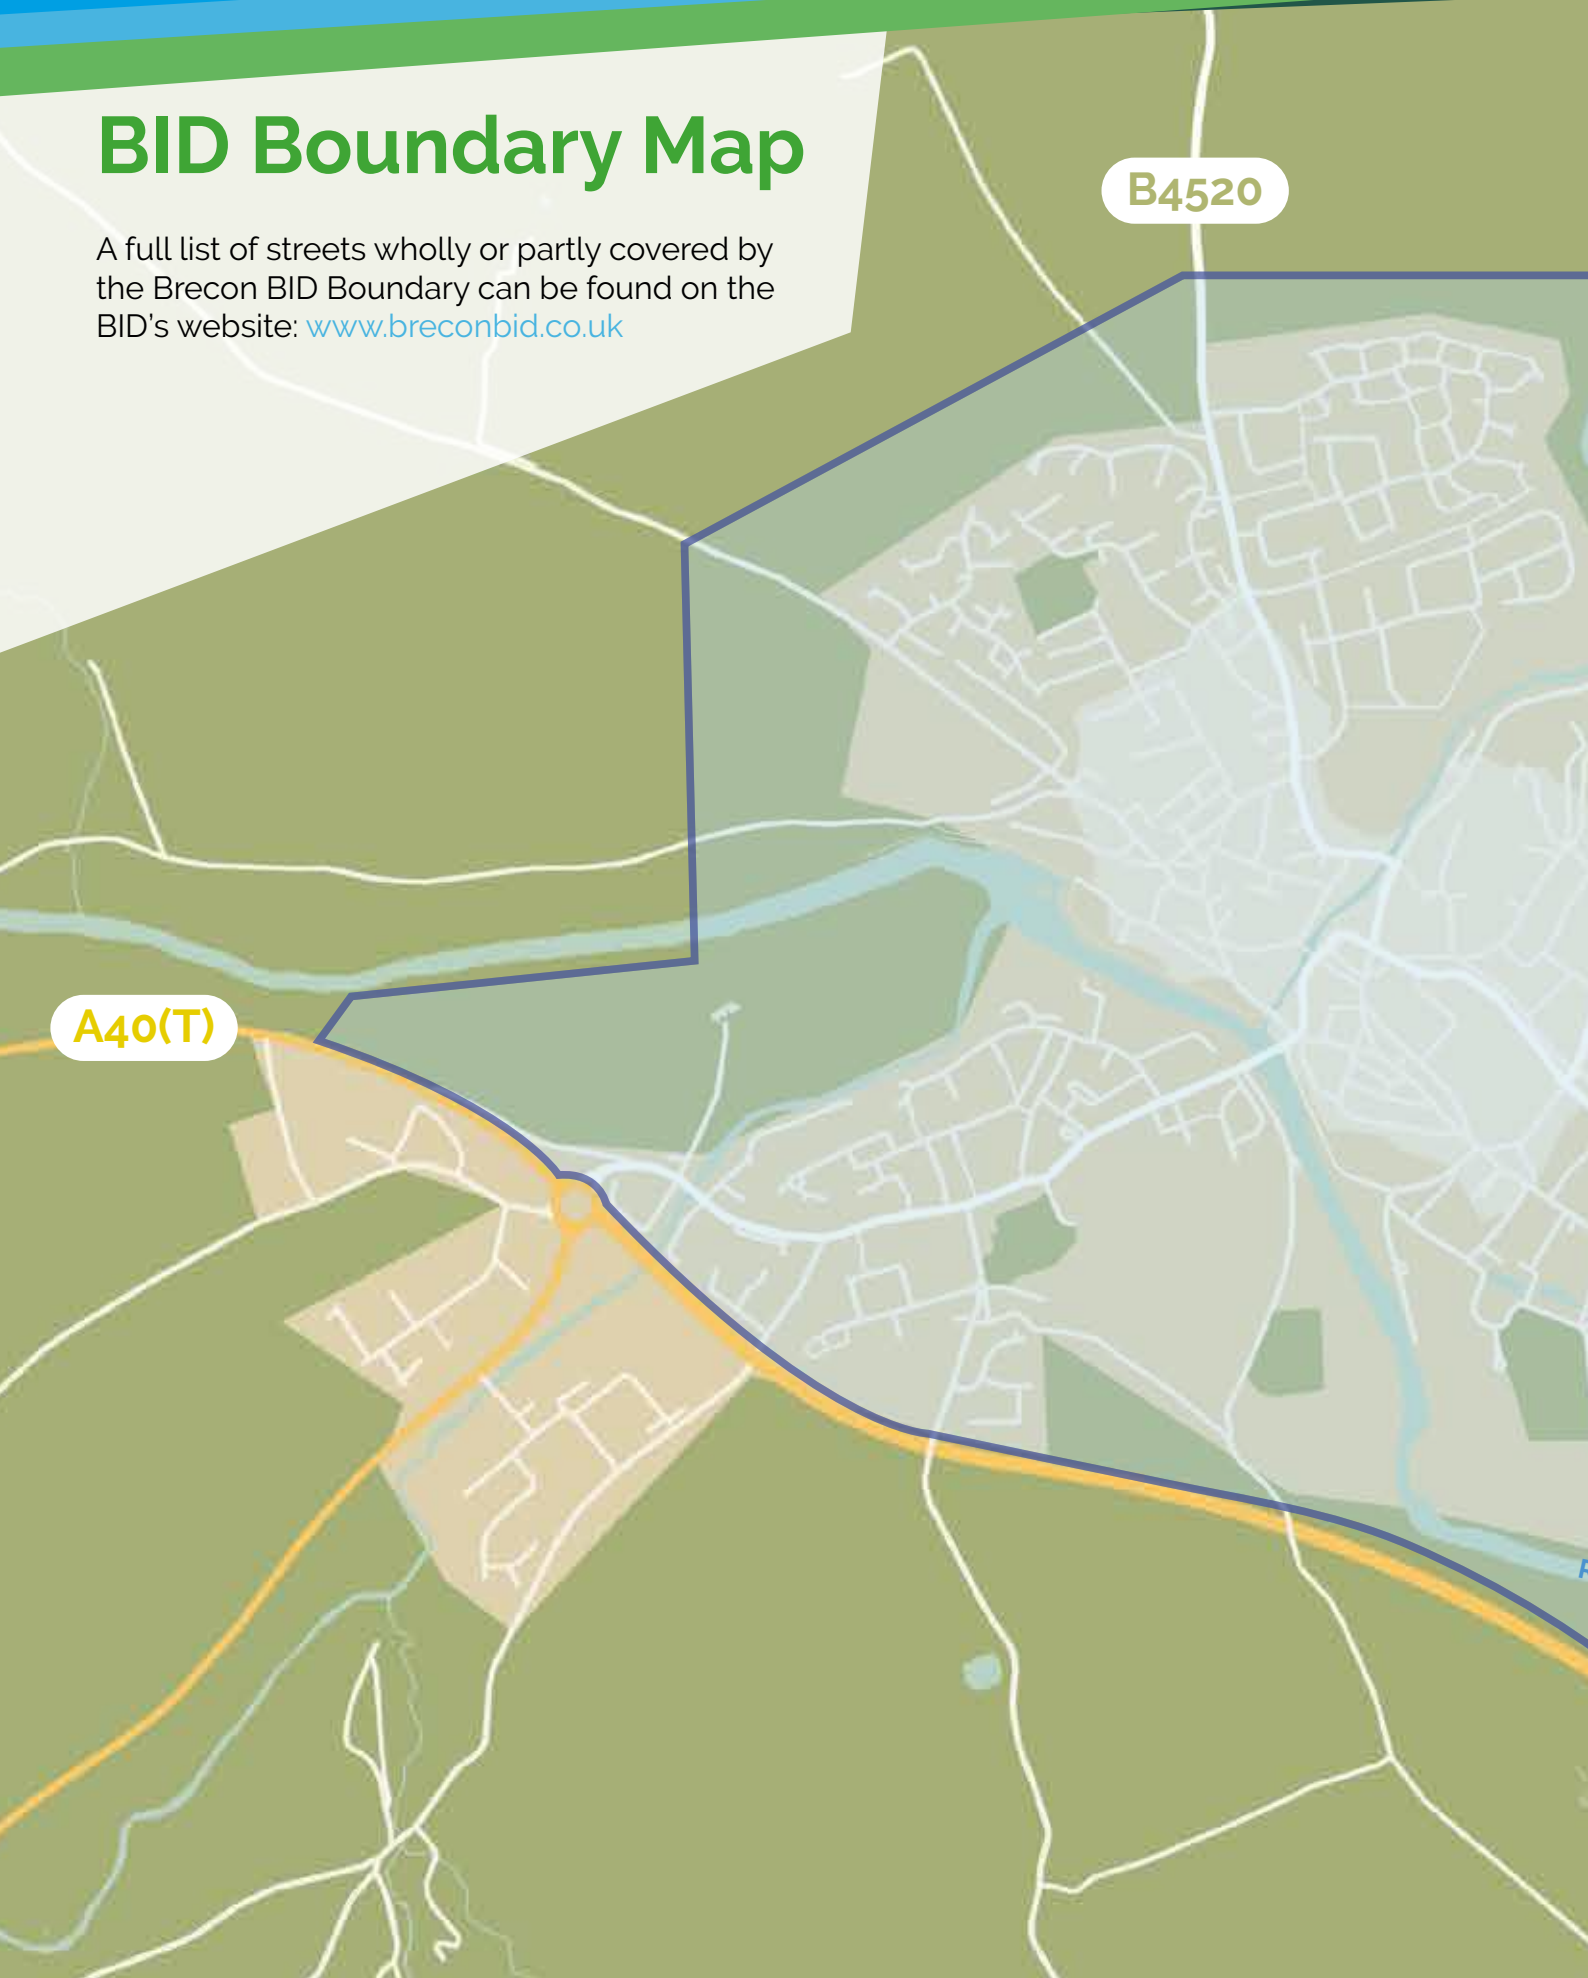 BID Boundary Map
A full list of streets wholly or partly covered by
the Brecon BID Boundary can be found on the
BID's website: www.breconbid.co.uk
B4520
A40(T)